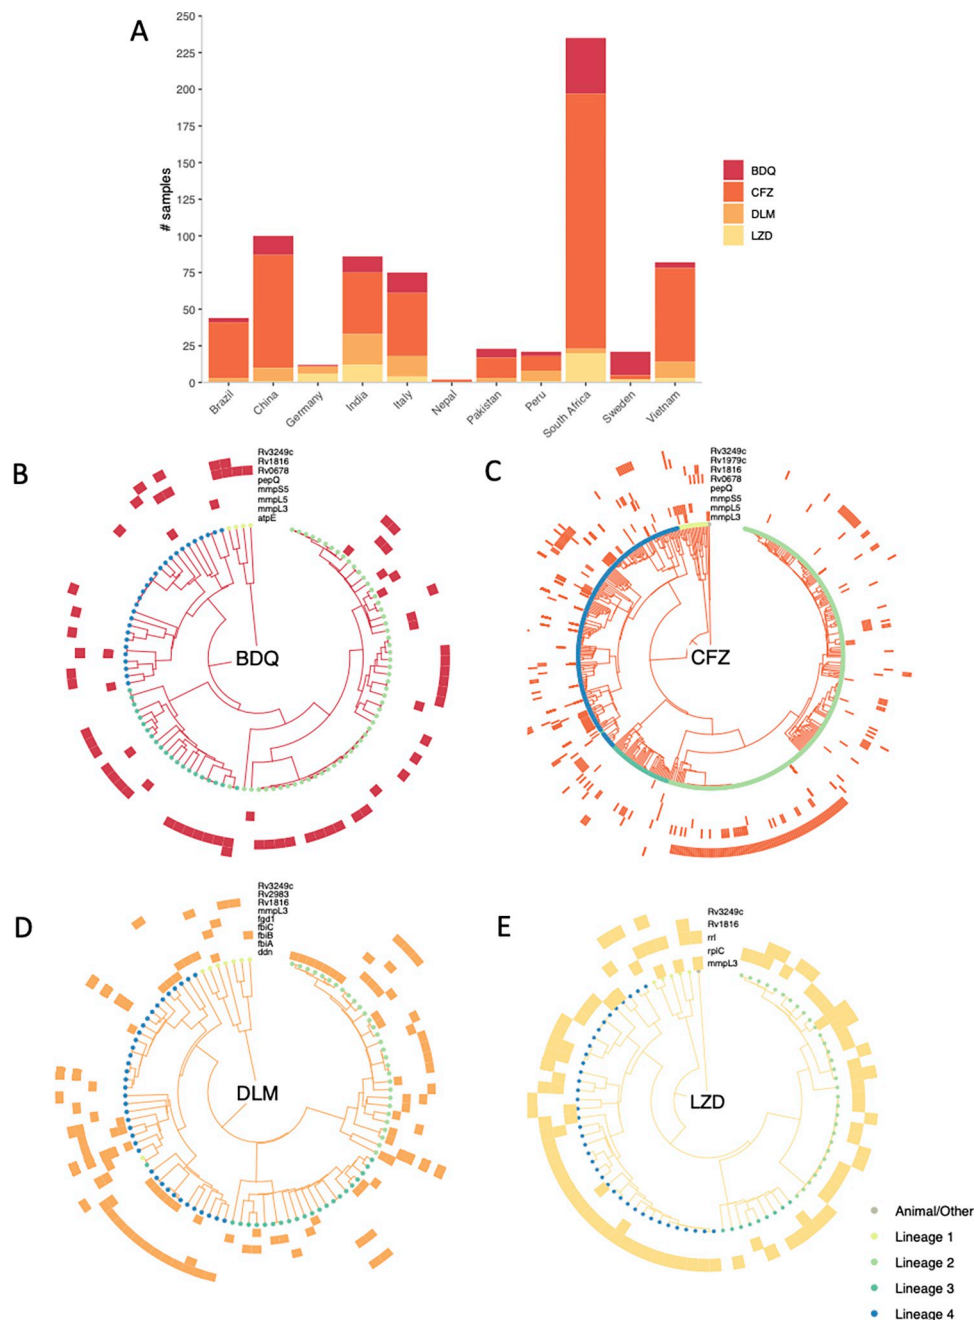 A
250
225
200
175
150
125
100
75
50
25
0
# samples
Brazil
China
Germany
India
Italy
Nepal
Pakistan
Peru
South Africa
Sweden
Vietnam
BDQ
CFZ
DLM
LZD
B
Rv3249c
Rv1816
Rv0678
pepQ
mmpS5
mmpL5
mmpL3
atpE
BDQ
C
Rv3249c
Rv1979c
Rv1816
Rv0678
pepQ
mmpS5
mmpL5
mmpL3
CFZ
D
Rv3249c
Rv2983
Rv1816
mmpL3
fgd1
fbiC
fbiB
fbiA
ddn
DLM
E
Rv3249c
Rv1816
rrl
rplC
mmpL3
LZD
Animal/Other
Lineage 1
Lineage 2
Lineage 3
Lineage 4